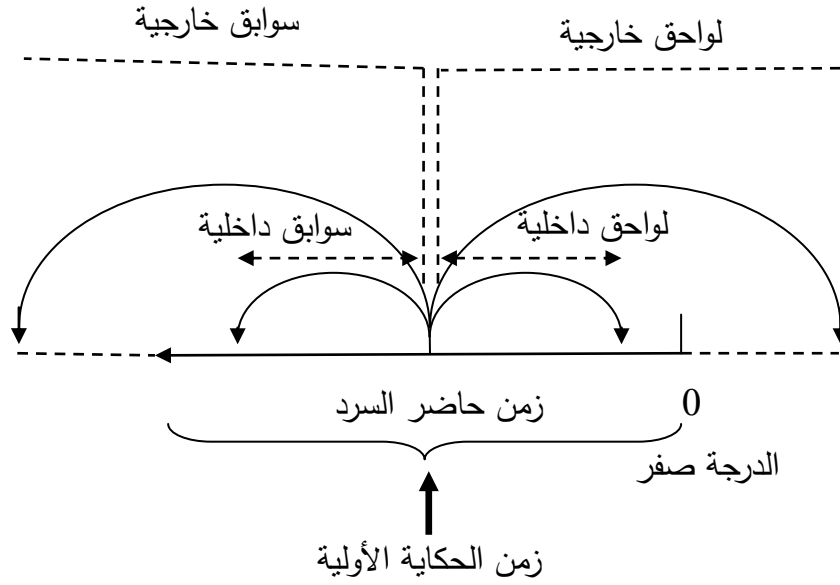 لواحق خارجية
سوابق خارجية
لواحق داخلية
سوابق داخلية
0
زمن حاضر السرد
الدرجة صفر
زمن الحكاية الأولية